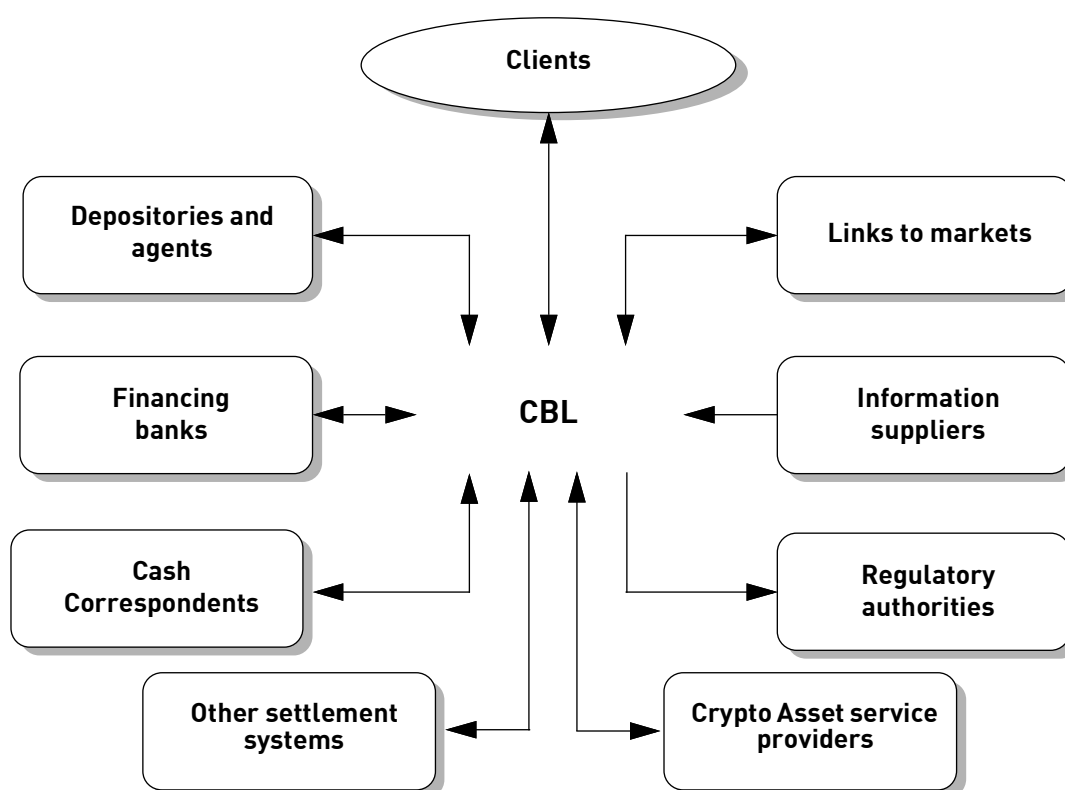 Clients
Depositories and
agents
Links to markets
Financing
banks
CBL
Information
suppliers
Cash
Correspondents
Regulatory
authorities
Other settlement
systems
Crypto Asset service
providers